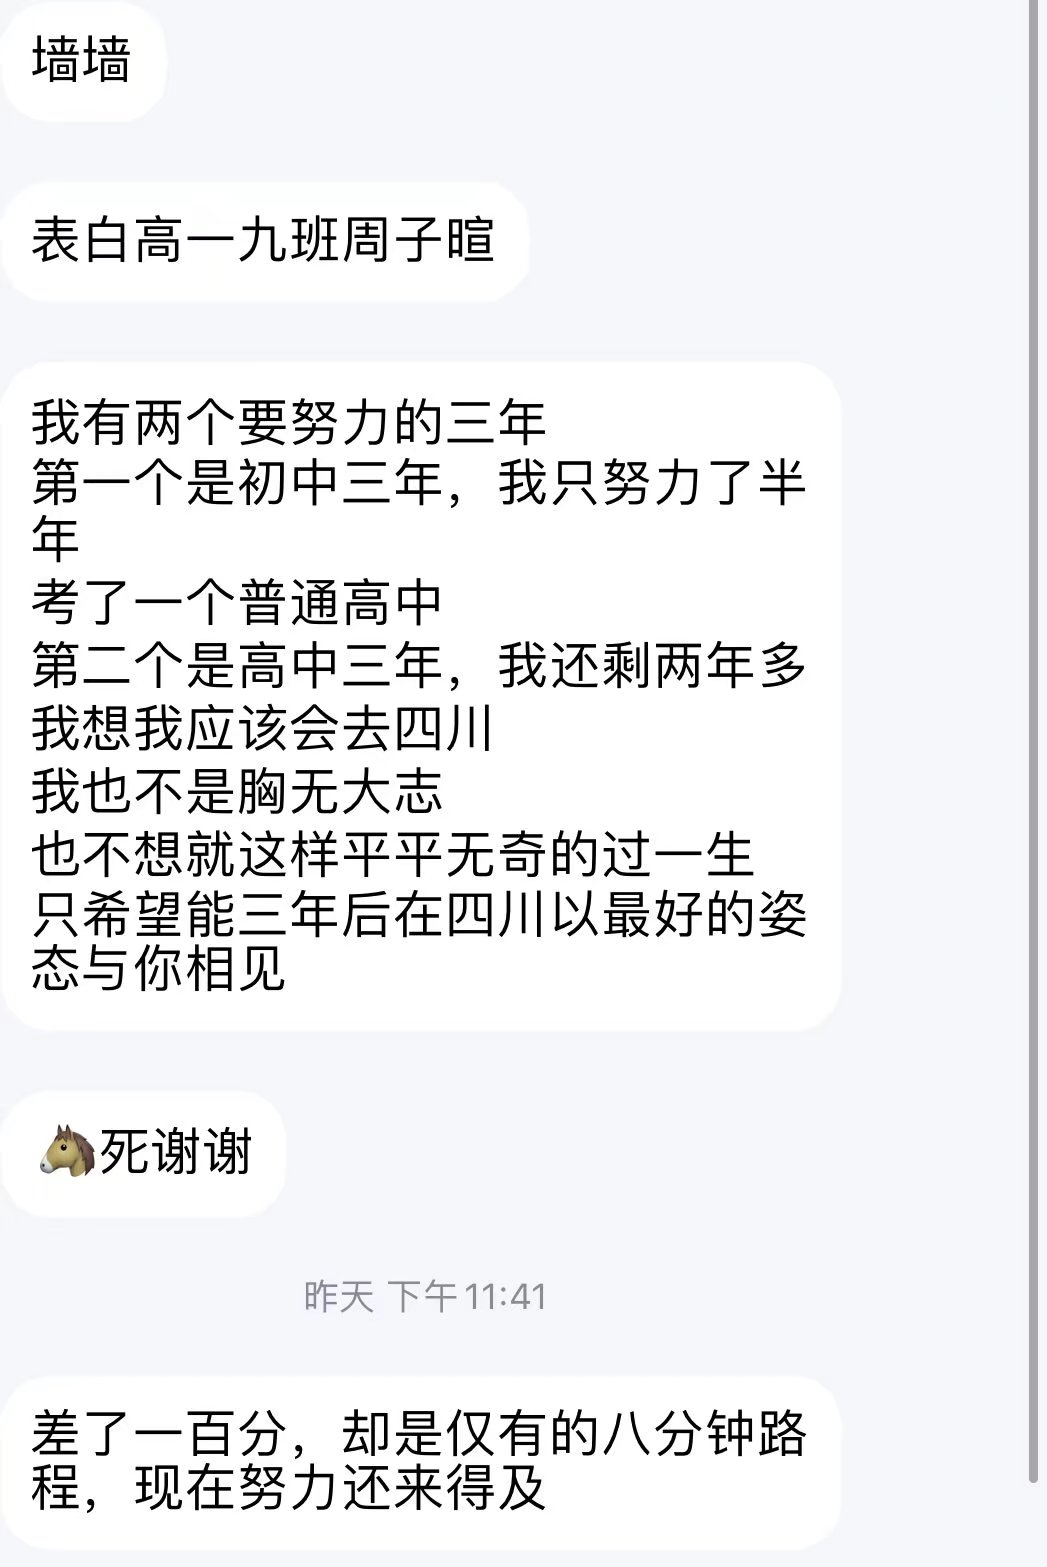 墙墙
表白高一九班周子暄
我有两个要努力的三年
第一个是初中三年，我只努力了半
年
考了一个普通高中
第二个是高中三年，我还剩两年多
我想我应该会去四川
我也不是胸无大志
也不想就这样平平无奇的过一生
只希望能三年后在四川以最好的姿
态与你相见
🐴死谢谢
昨天 下午11:41
差了一百分，却是仅有的八分钟路
程，现在努力还来得及